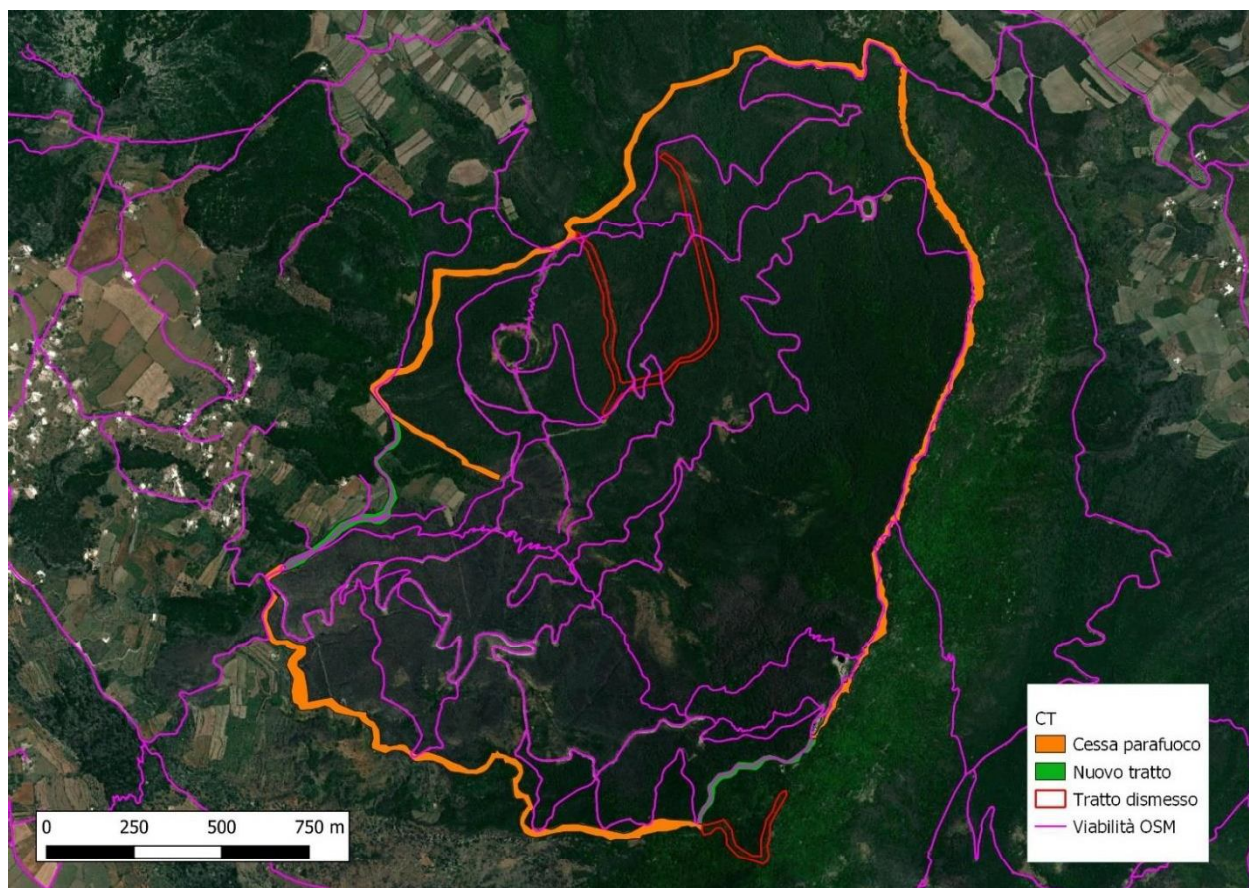 CT
Cessa parafuoco
Nuovo tratto
Tratto dismesso
Viabilità OSM
0 250 500 750 m